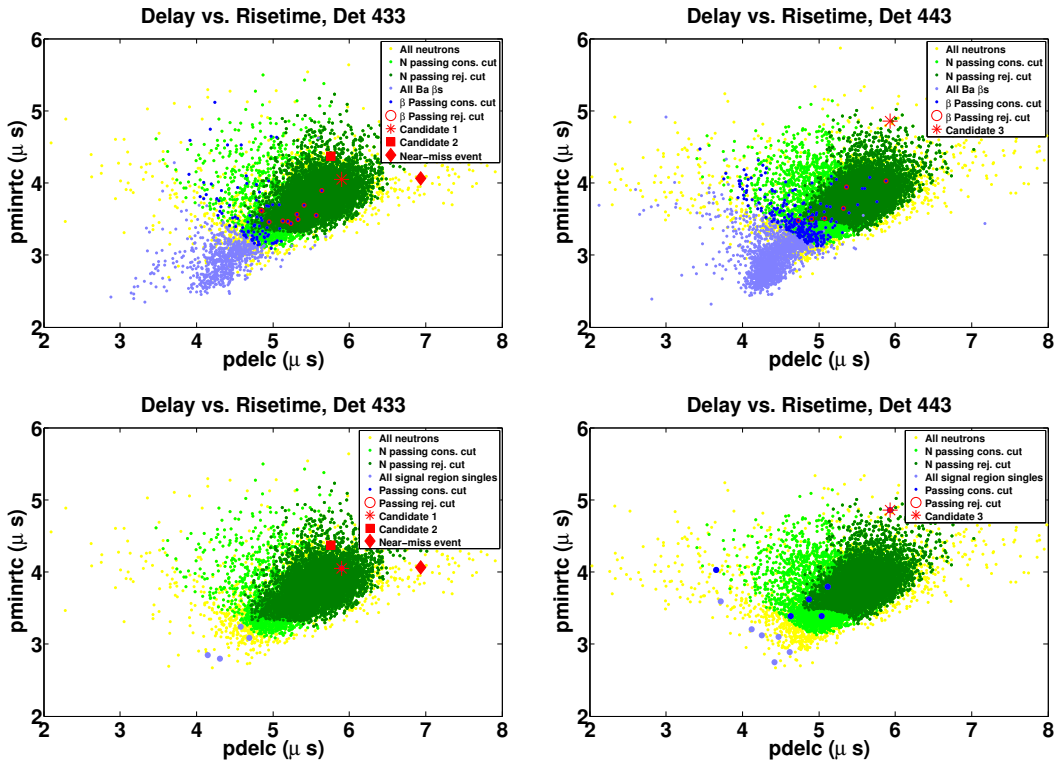 Delay vs. Risetime, Det 433
6
5
4
3
2
pminrtc (μ s)
2 3 4 5 6 7 8
pdelc (μ s)
All neutrons
N passing cons. cut
N passing rej. cut
All Ba βs
β Passing cons. cut
β Passing rej. cut
Candidate 1
Candidate 2
Near−miss event
Delay vs. Risetime, Det 443
6
5
4
3
2
pminrtc (μ s)
2 3 4 5 6 7 8
pdelc (μ s)
All neutrons
N passing cons. cut
N passing rej. cut
All Ba βs
β Passing cons. cut
β Passing rej. cut
Candidate 3
Delay vs. Risetime, Det 433
6
5
4
3
2
pminrtc (μ s)
2 3 4 5 6 7 8
pdelc (μ s)
All neutrons
N passing cons. cut
N passing rej. cut
All signal region singles
Passing cons. cut
Passing rej. cut
Candidate 1
Candidate 2
Near−miss event
Delay vs. Risetime, Det 443
6
5
4
3
2
pminrtc (μ s)
2 3 4 5 6 7 8
pdelc (μ s)
All neutrons
N passing cons. cut
N passing rej. cut
All signal region singles
Passing cons. cut
Passing rej. cut
Candidate 3